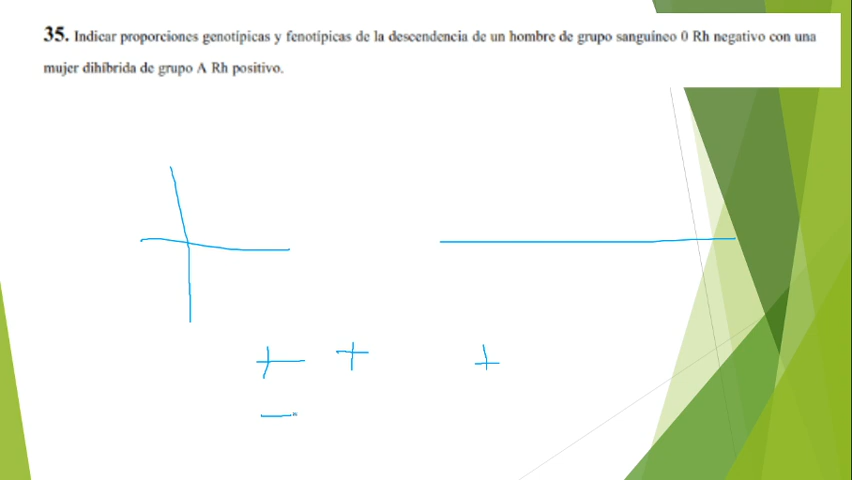 35. Indicar proporciones genotípicas y fenotípicas de la descendencia de un hombre de grupo sanguíneo 0 Rh negativo con una
mujer dihíbrida de grupo A Rh positivo.
+ +
+
−